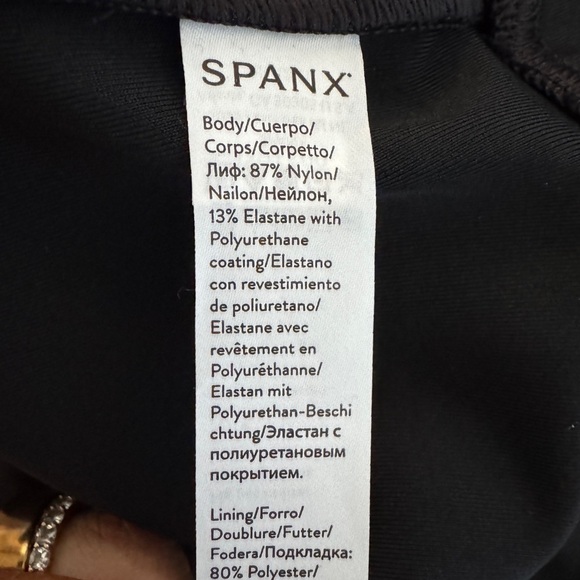 SPANX
Body/Cuerpo/
Corps/Corpetto/
Лиф: 87% Nylon/
Nailon/Нейлон,
13% Elastane with
Polyurethane
coating/Elastano
con revestimiento
de poliuretano/
Elastane avec
revêtement en
Polyuréthanne/
Elastan mit
Polyurethan-Beschi
chtung/Эластан с
полиуретановым
покрытием.
Lining/Forro/
Doublure/Futter/
Fodera/Подкладка:
80% Polyester/